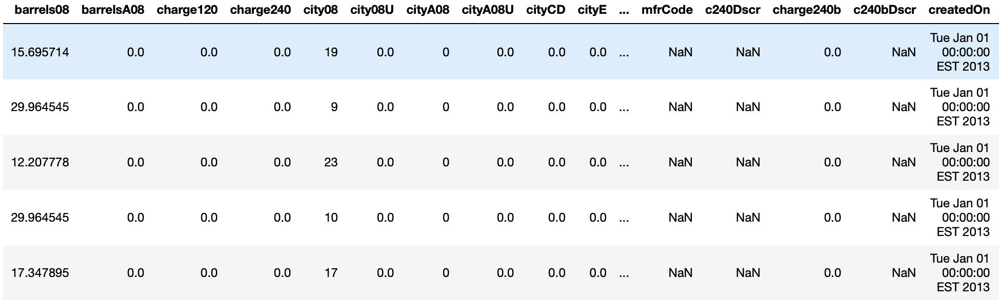 barrels08 barrelsA08 charge120 charge240 city08 city08U cityA08 cityA08U cityCD cityE ... mfrCode c240Dscr charge240b c240bDscr createdOn
15.695714 0.0 0.0 0.0 19 0.0 0 0.0 0.0 0.0 ... NaN NaN 0.0 NaN Tue Jan 01
00:00:00
EST 2013
29.964545 0.0 0.0 0.0 9 0.0 0 0.0 0.0 0.0 ... NaN NaN 0.0 NaN Tue Jan 01
00:00:00
EST 2013
12.207778 0.0 0.0 0.0 23 0.0 0 0.0 0.0 0.0 ... NaN NaN 0.0 NaN Tue Jan 01
00:00:00
EST 2013
29.964545 0.0 0.0 0.0 10 0.0 0 0.0 0.0 0.0 ... NaN NaN 0.0 NaN Tue Jan 01
00:00:00
EST 2013
17.347895 0.0 0.0 0.0 17 0.0 0 0.0 0.0 0.0 ... NaN NaN 0.0 NaN Tue Jan 01
00:00:00
EST 2013